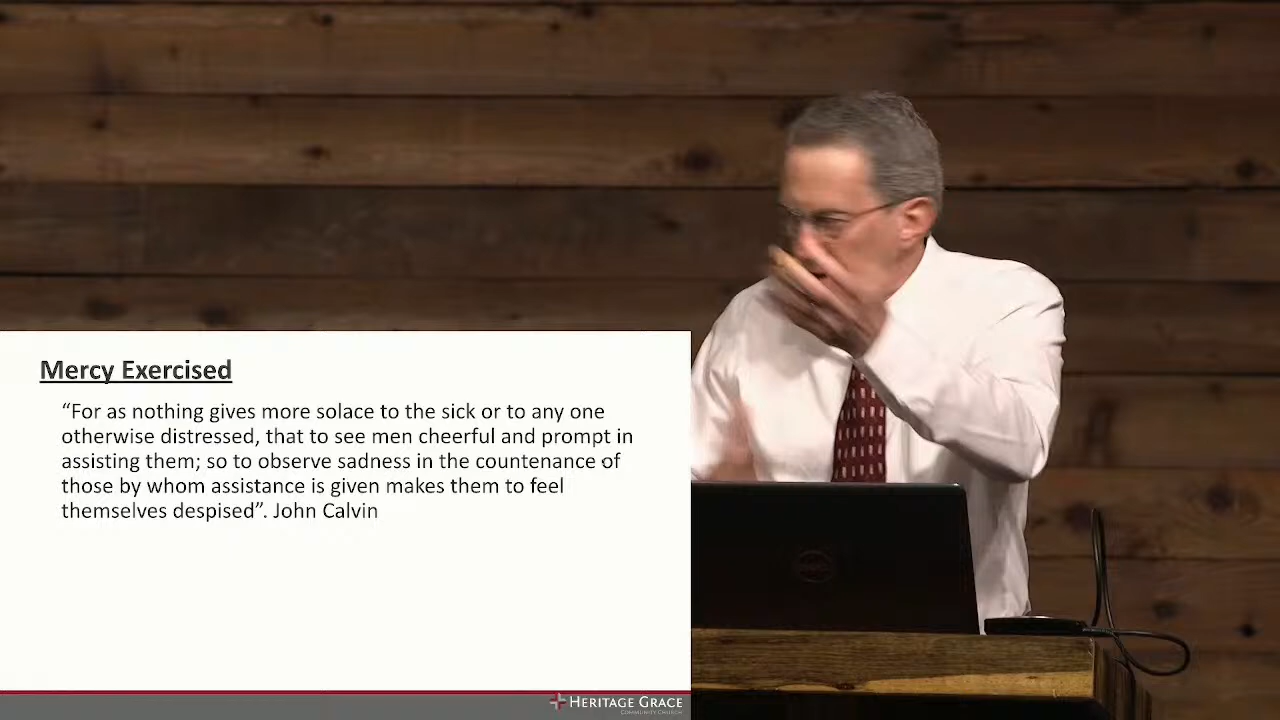 Mercy Exercised
“For as nothing gives more solace to the sick or to any one
otherwise distressed, that to see men cheerful and prompt in
assisting them; so to observe sadness in the countenance of
those by whom assistance is given makes them to feel
themselves despised”. John Calvin
HERITAGE GRACE
COMMUNITY CHURCH